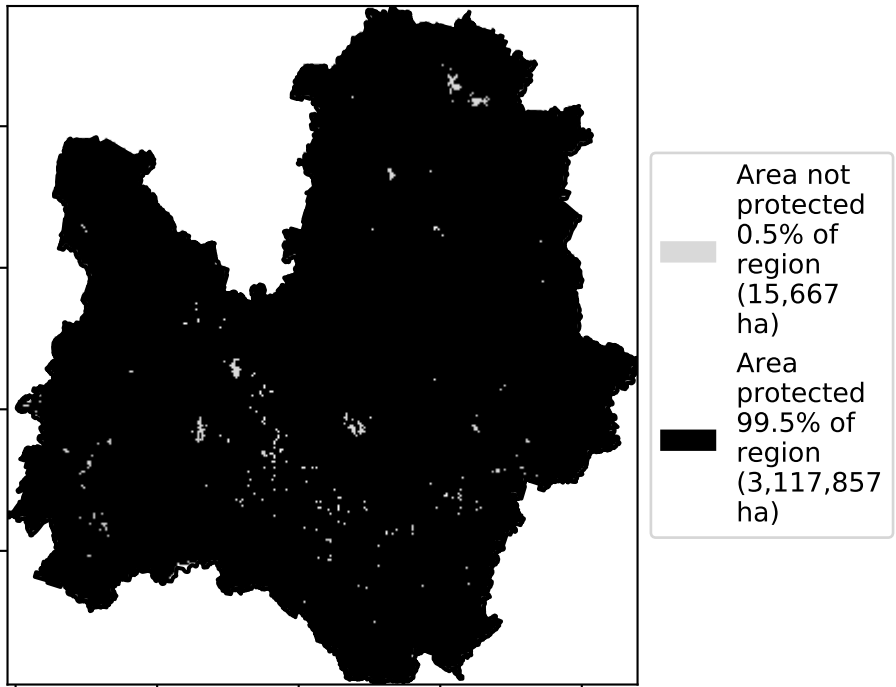 Area not
protected
0.5% of
region
(15,667
ha)
Area
protected
99.5% of
region
(3,117,857
ha)